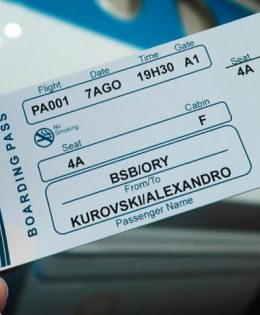 BOARDING PASS
Flight Date Time Gate
PA001 7AGO 19H30 A1
No Smoking
Seat Cabin
4A F
BSB/ORY
From/To
KUROVSKI/ALEXANDRO
Passenger Name
Seat
4A